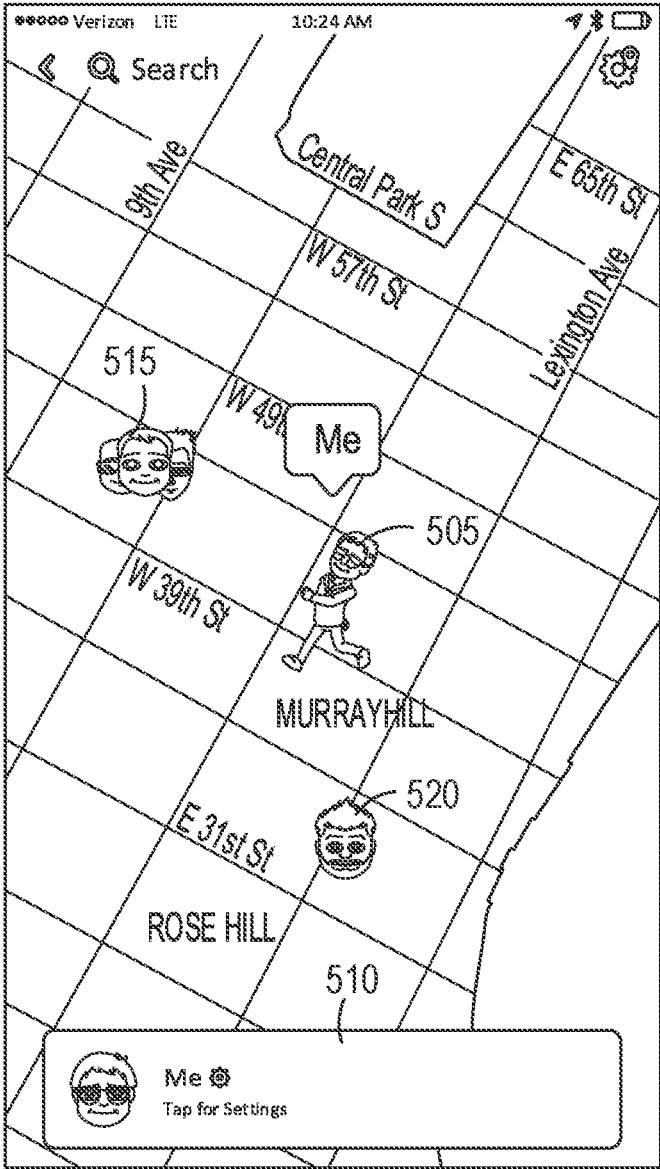 Verizon LTE 10:24 AM
Search
9th Ave
Central Park S
E 65th St
W 57th St
Lexington Ave
515
W 49t
Me
505
W 39th St
MURRAYHILL
520
E 31st St
ROSE HILL
510
Me
Tap for Settings